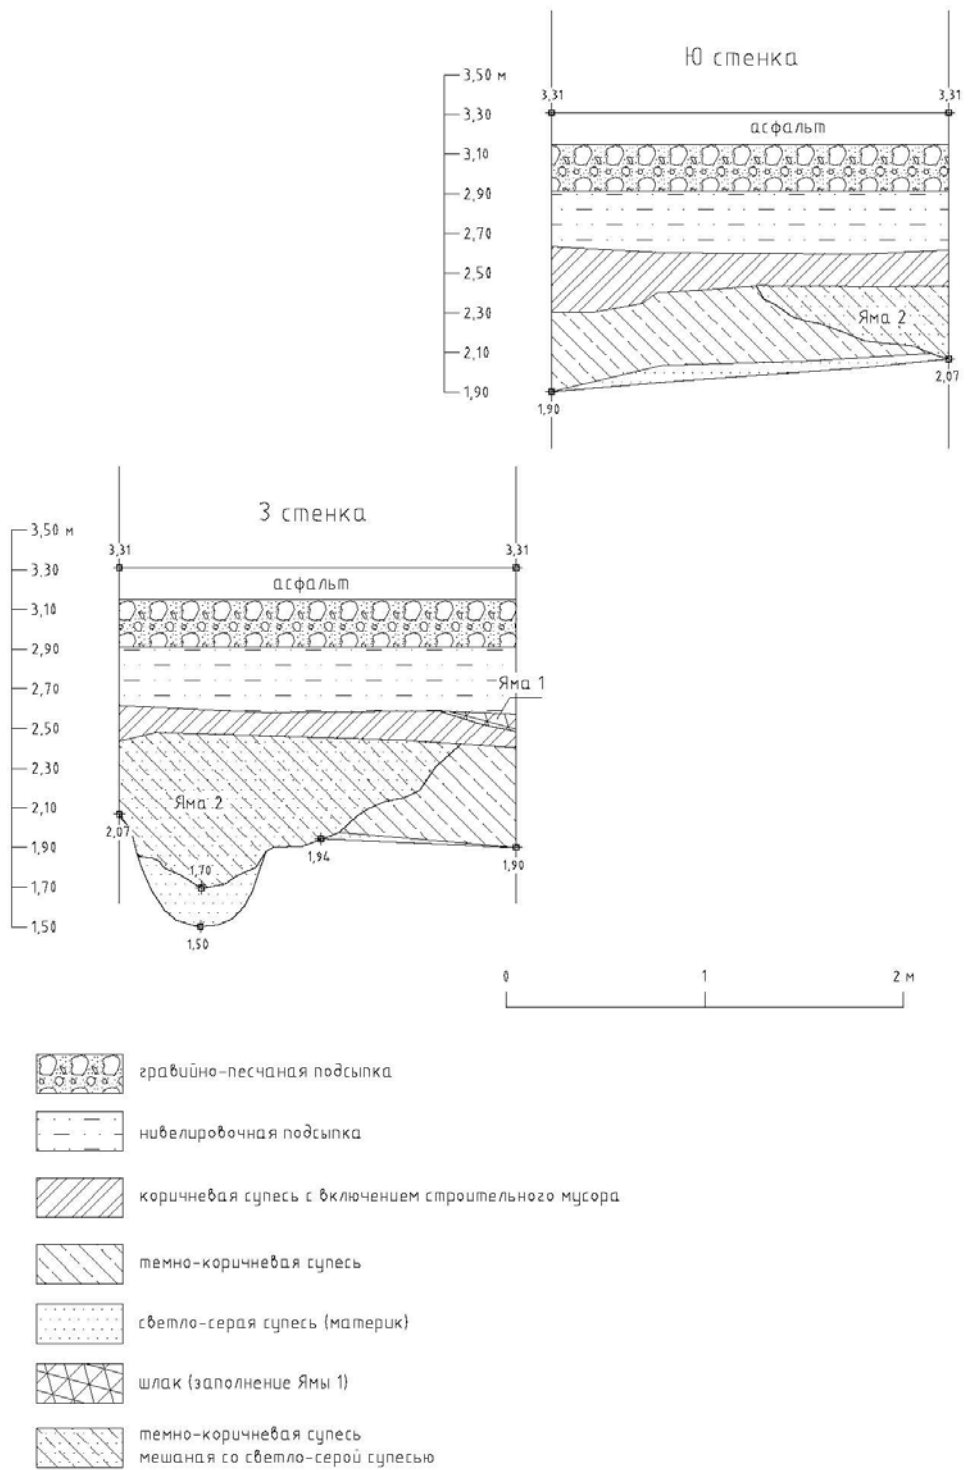 Ю стенка
3,50 м
3,30
3,10
2,90
2,70
2,50
2,30
2,10
1,90
3,31
3,31
асфальт
Яма 2
2,07
1,90
З стенка
3,50 м
3,30
3,10
2,90
2,70
2,50
2,30
2,10
1,90
1,70
1,50
3,31
3,31
асфальт
Яма 1
Яма 2
2,07
1,70
1,94
1,90
1,50
0 1 2 м
гравийно-песчаная подсыпка
нивелировочная подсыпка
коричневая супесь с включением строительного мусора
темно-коричневая супесь
светло-серая супесь (материк)
шлак (заполнение Ямы 1)
темно-коричневая супесь
мешаная со светло-серой супесью